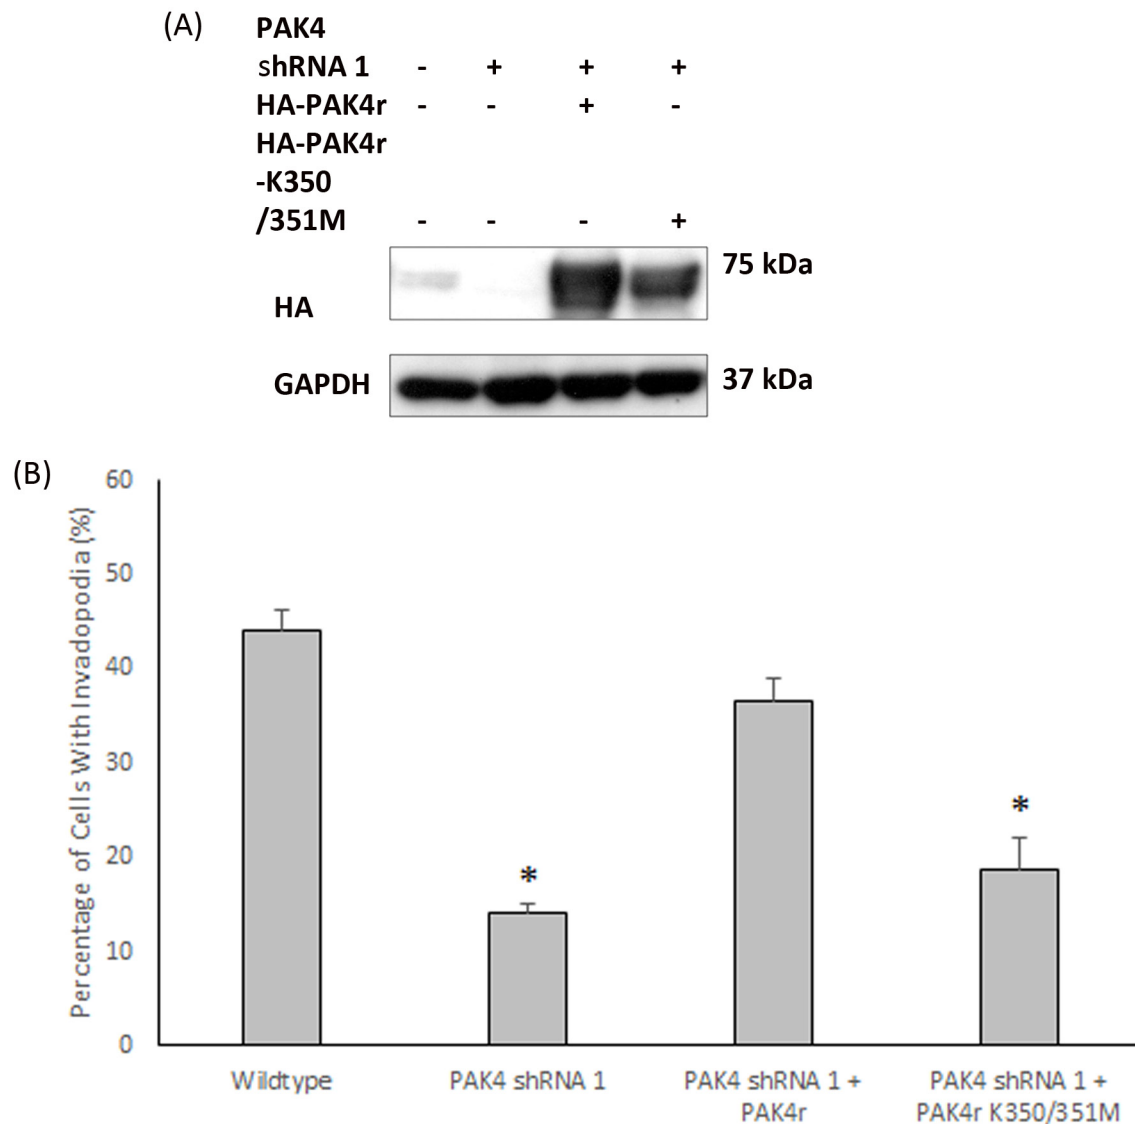 (A) PAK4
shRNA 1 - + + +
HA-PAK4r - - + -
HA-PAK4r
-K350
/351M - - - +
75 kDa
HA
GAPDH 37 kDa
(B)
60
50
40
30
20
10
0
Percentage of Cells With Invadopodia (%)
*
*
Wildtype
PAK4 shRNA 1
PAK4 shRNA 1 +
PAK4r
PAK4 shRNA 1 +
PAK4r K350/351M